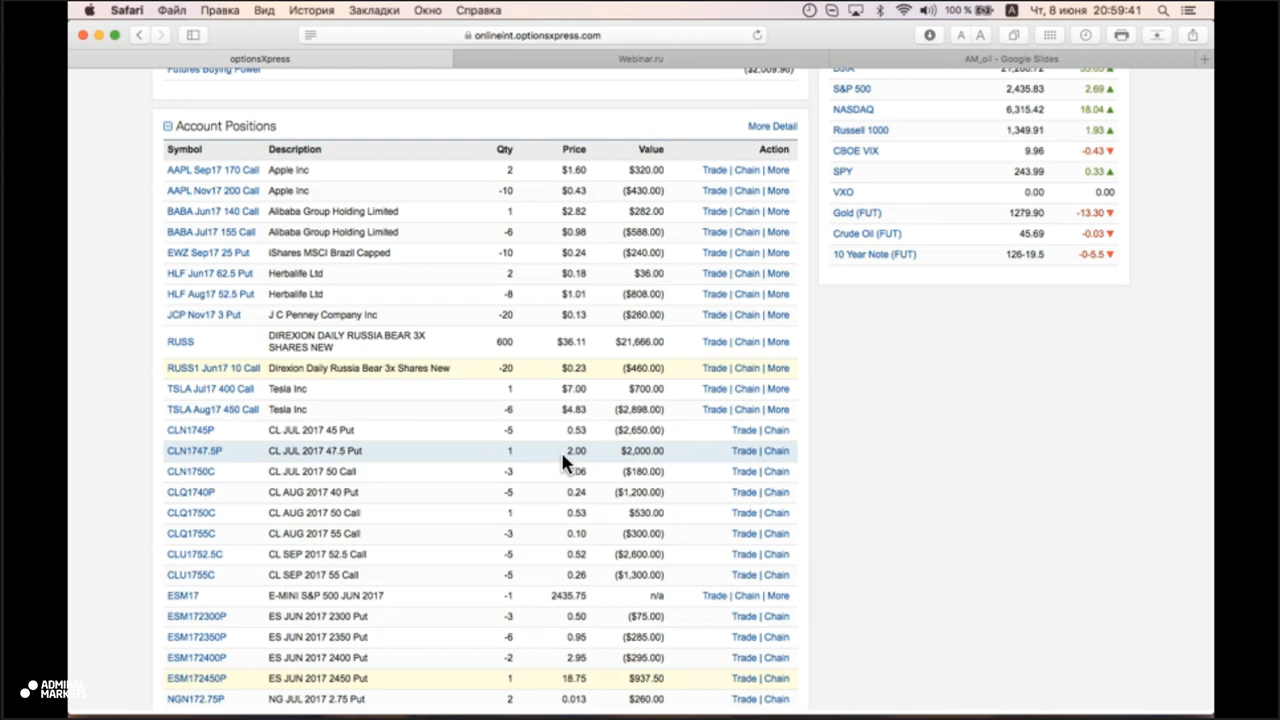 Safari Файл Правка Вид История Закладки Окно Справка 100 % A Чт, 8 июня 20:59:41
onlineint.optionsxpress.com A A
optionsXpress Webinar.ru AM_oil - Google Slides
Futures Buying Power ($2,009.90)
Account Positions More Detail
Symbol Description Qty Price Value Action
AAPL Sep17 170 Call Apple Inc 2 $1.60 $320.00 Trade | Chain | More
AAPL Nov17 200 Call Apple Inc -10 $0.43 ($430.00) Trade | Chain | More
BABA Jun17 140 Call Alibaba Group Holding Limited 1 $2.82 $282.00 Trade | Chain | More
BABA Jul17 155 Call Alibaba Group Holding Limited -6 $0.98 ($588.00) Trade | Chain | More
EWZ Sep17 25 Put iShares MSCI Brazil Capped -10 $0.24 ($240.00) Trade | Chain | More
HLF Jun17 62.5 Put Herbalife Ltd 2 $0.18 $36.00 Trade | Chain | More
HLF Aug17 52.5 Put Herbalife Ltd -8 $1.01 ($808.00) Trade | Chain | More
JCP Nov17 3 Put J C Penney Company Inc -20 $0.13 ($260.00) Trade | Chain | More
RUSS DIREXION DAILY RUSSIA BEAR 3X 600 $36.11 $21,666.00 Trade | Chain | More
SHARES NEW
RUSS1 Jun17 10 Call Direxion Daily Russia Bear 3x Shares New -20 $0.23 ($460.00) Trade | Chain | More
TSLA Jul17 400 Call Tesla Inc 1 $7.00 $700.00 Trade | Chain | More
TSLA Aug17 450 Call Tesla Inc -6 $4.83 ($2,898.00) Trade | Chain | More
CLN1745P CL JUL 2017 45 Put -5 0.53 ($2,650.00) Trade | Chain
CLN1747.5P CL JUL 2017 47.5 Put 1 2.00 $2,000.00 Trade | Chain
CLN1750C CL JUL 2017 50 Call -3 .06 ($180.00) Trade | Chain
CLQ1740P CL AUG 2017 40 Put -5 0.24 ($1,200.00) Trade | Chain
CLQ1750C CL AUG 2017 50 Call 1 0.53 $530.00 Trade | Chain
CLQ1755C CL AUG 2017 55 Call -3 0.10 ($300.00) Trade | Chain
CLU1752.5C CL SEP 2017 52.5 Call -5 0.52 ($2,600.00) Trade | Chain
CLU1755C CL SEP 2017 55 Call -5 0.26 ($1,300.00) Trade | Chain
ESM17 E-MINI S&P 500 JUN 2017 -1 2435.75 n/a Trade | Chain | More
ESM172300P ES JUN 2017 2300 Put -3 0.50 ($75.00) Trade | Chain
ESM172350P ES JUN 2017 2350 Put -6 0.95 ($285.00) Trade | Chain
ESM172400P ES JUN 2017 2400 Put -2 2.95 ($295.00) Trade | Chain
ESM172450P ES JUN 2017 2450 Put 1 18.75 $937.50 Trade | Chain
NGN172.75P NG JUL 2017 2.75 Put 2 0.013 $260.00 Trade | Chain
DJIA
S&P 500 2,435.83 2.69
NASDAQ 6,315.42 18.04
Russell 1000 1,349.91 1.93
CBOE VIX 9.96 -0.43
SPY 243.99 0.33
VXO 0.00 0.00
Gold (FUT) 1279.90 -13.30
Crude Oil (FUT) 45.69 -0.03
10 Year Note (FUT) 126-19.5 -0-5.5
ADMIRAL
MARKETS